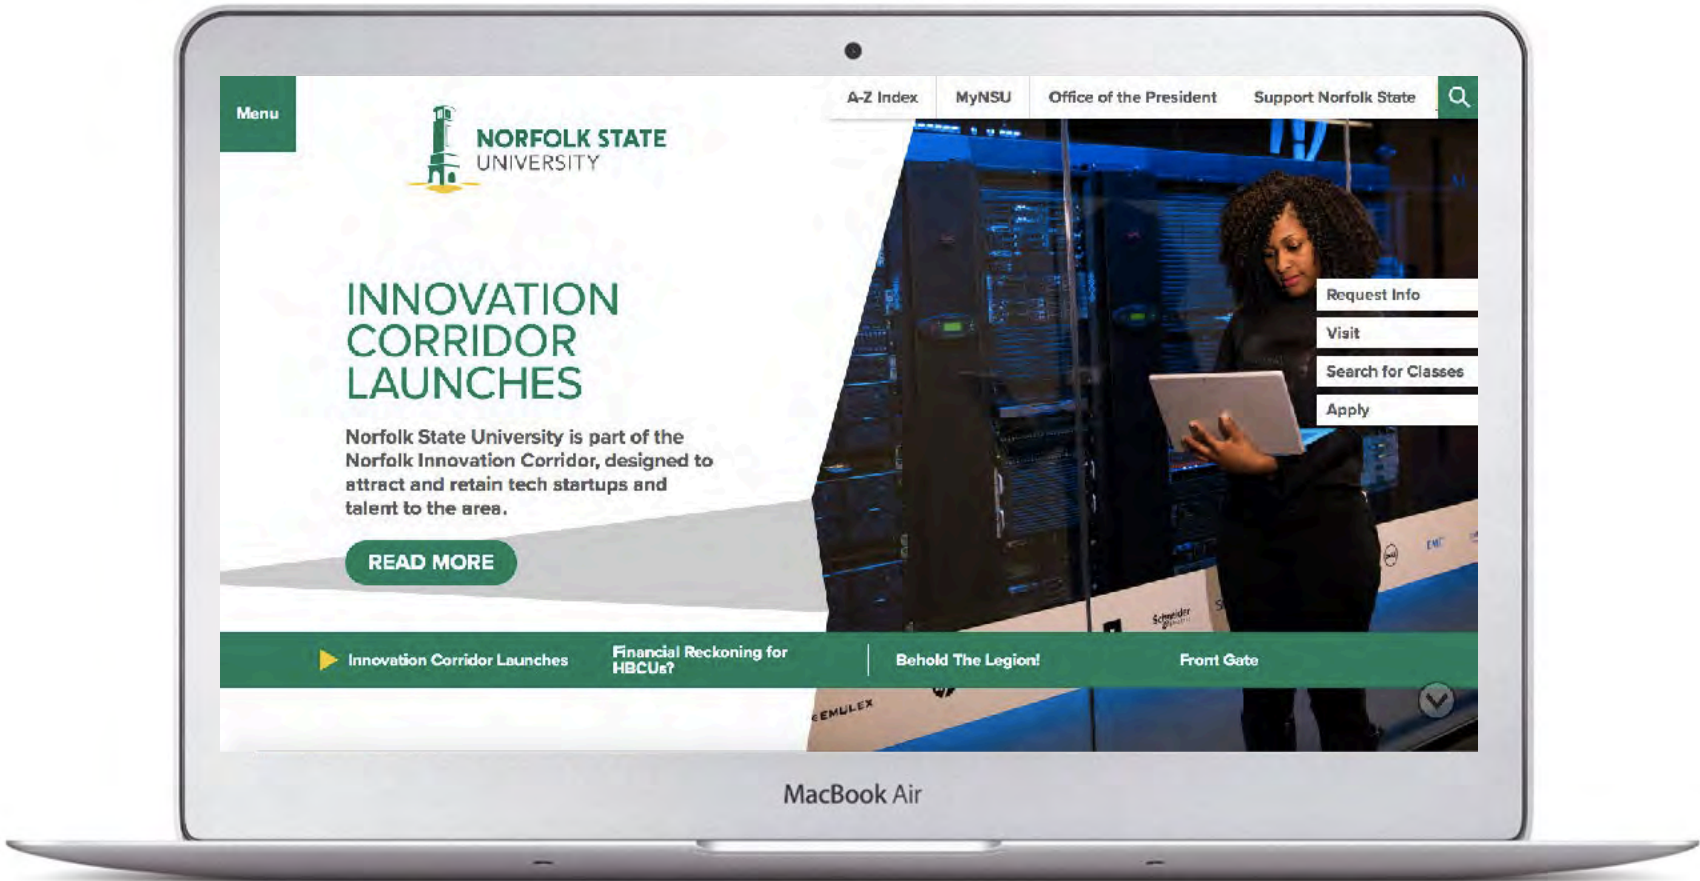 Menu
NORFOLK STATE
UNIVERSITY
A-Z Index
MyNSU
Office of the President
Support Norfolk State
INNOVATION
CORRIDOR
LAUNCHES
Norfolk State University is part of the
Norfolk Innovation Corridor, designed to
attract and retain tech startups and
talent to the area.
READ MORE
Request Info
Visit
Search for Classes
Apply
Schneider
EMC
DELL
Innovation Corridor Launches
Financial Reckoning for
HBCUs?
Behold The Legion!
Front Gate
EMULEX
MacBook Air